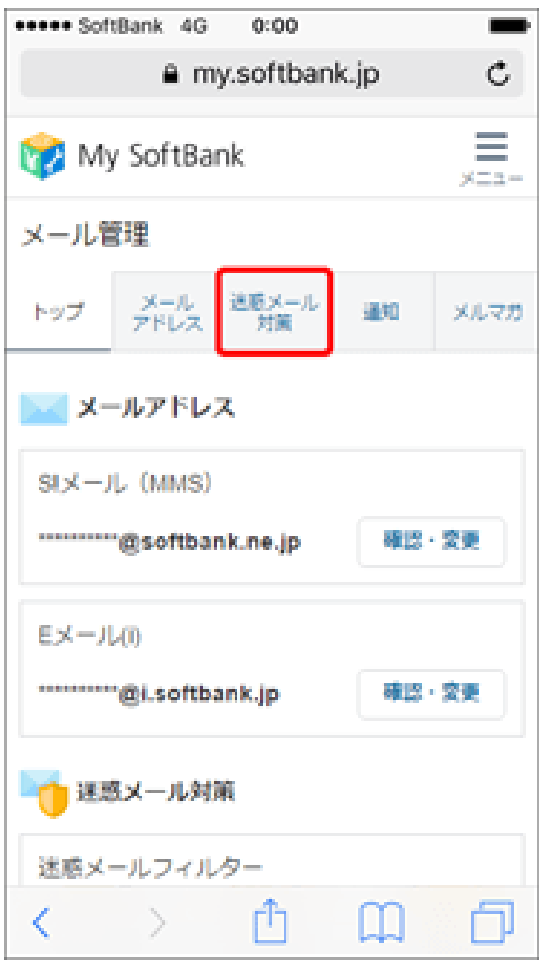 SoftBank 4G 0:00
my.softbank.jp
My SoftBank
メニュー
メール管理
トップ
メール
アドレス
迷惑メール
対策
通知
メルマガ
メールアドレス
S!メール（MMS）
**********@softbank.ne.jp
確認・変更
Eメール(i)
**********@i.softbank.jp
確認・変更
迷惑メール対策
迷惑メールフィルター